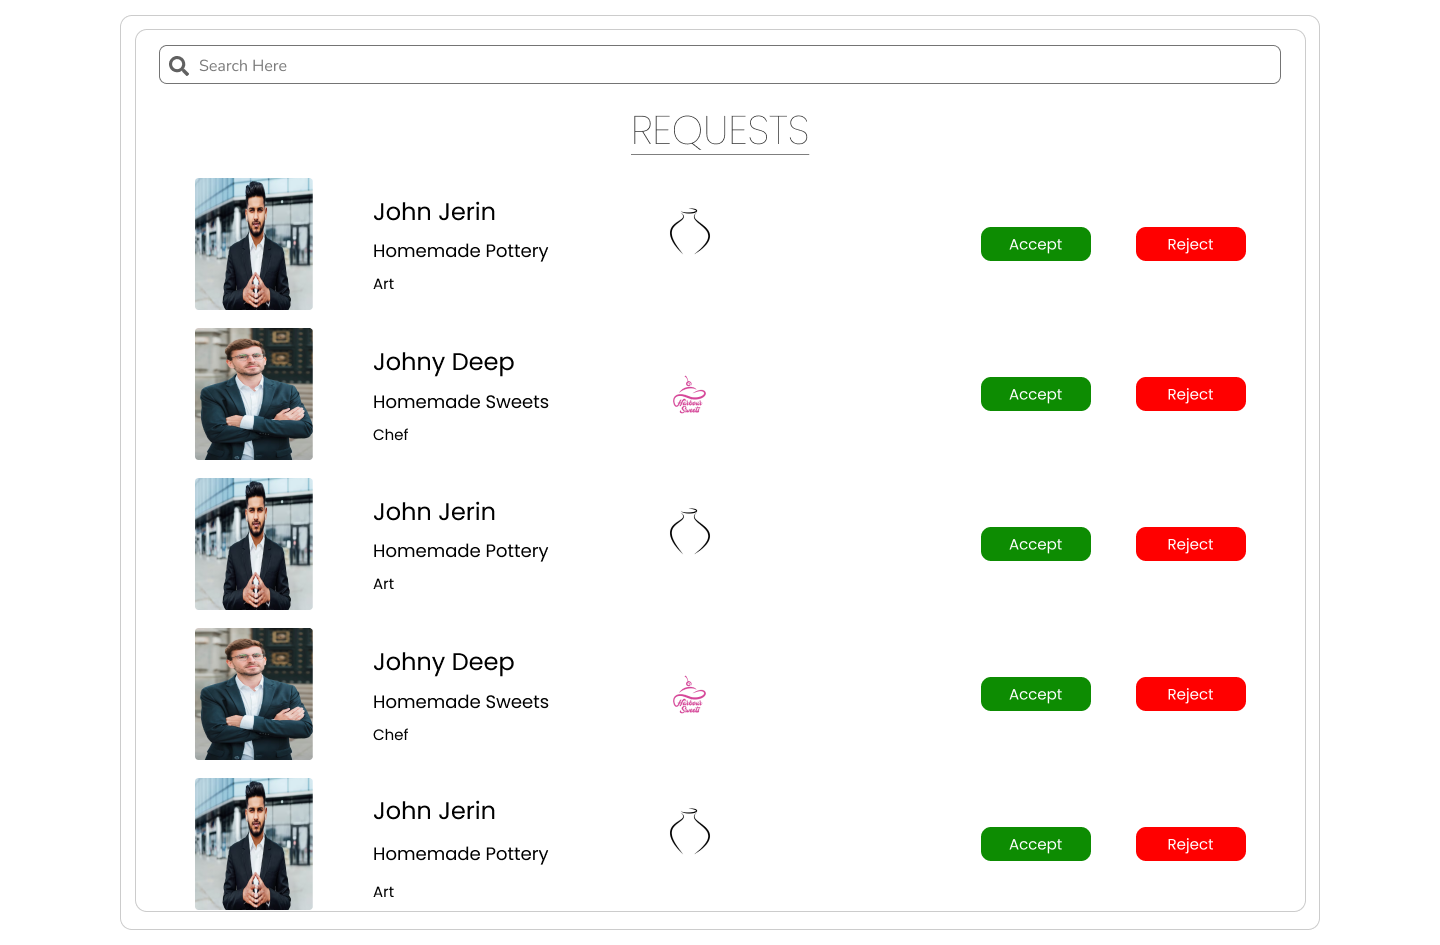 Search Here
REQUESTS
John Jerin
Homemade Pottery
Art
Accept
Reject
Johny Deep
Homemade Sweets
Chef
Harbour
Sweets
Accept
Reject
John Jerin
Homemade Pottery
Art
Accept
Reject
Johny Deep
Homemade Sweets
Chef
Harbour
Sweets
Accept
Reject
John Jerin
Homemade Pottery
Art
Accept
Reject